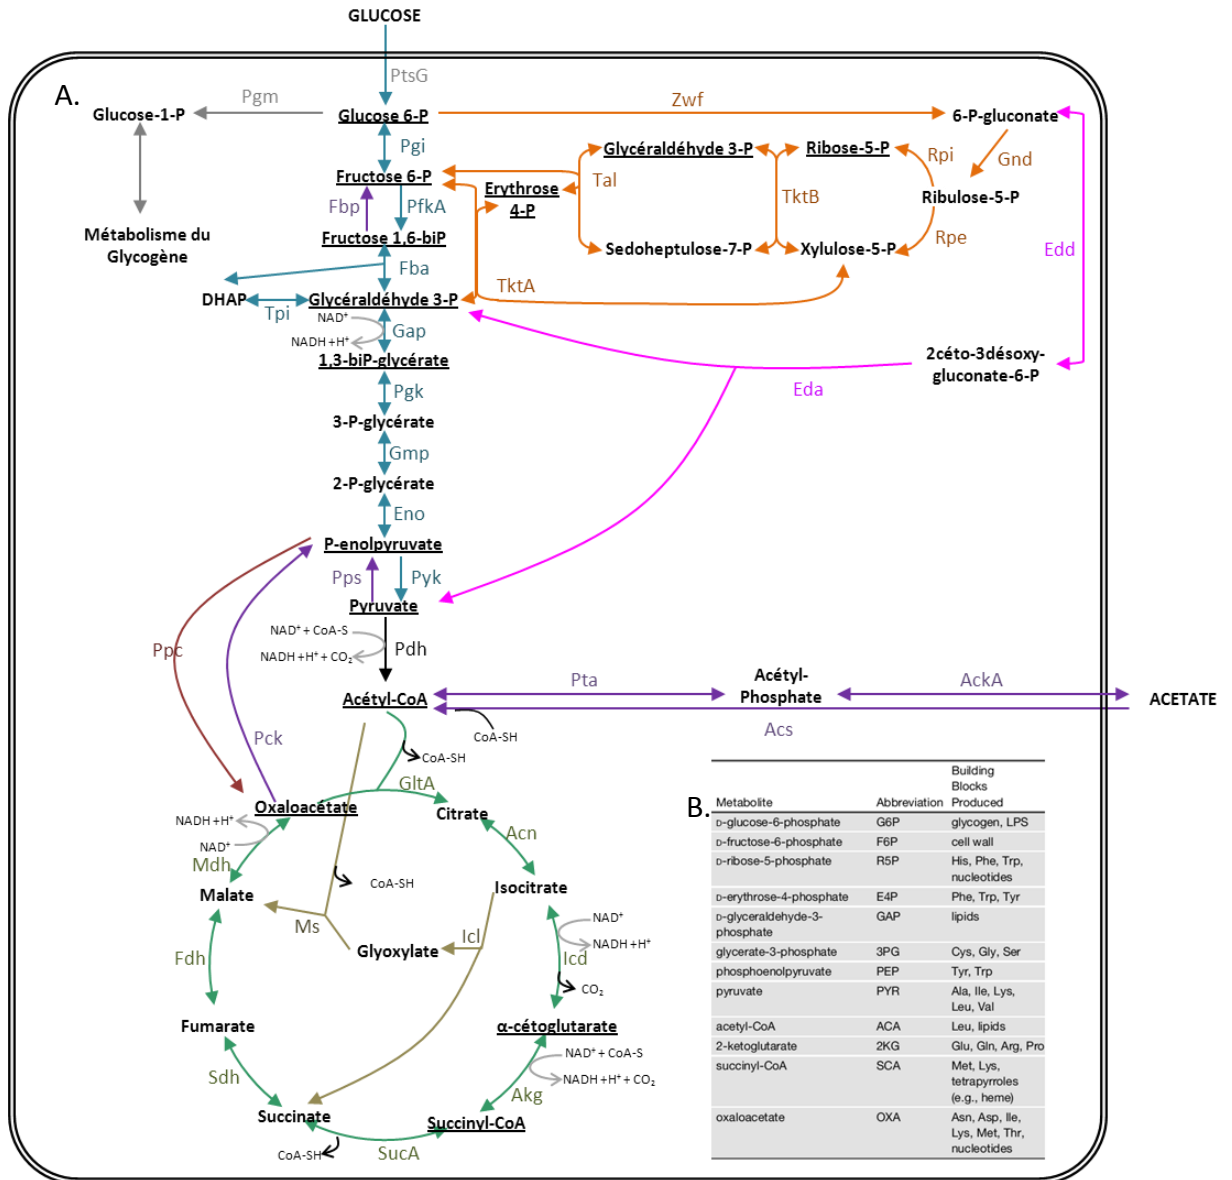 GLUCOSE
A.
PtsG
Glucose-1-P
Pgm
Glucose 6-P
Zwf
6-P-gluconate
Pgi
Glycéraldéhyde 3-P
Ribose-5-P
Rpi
Gnd
Fructose 6-P
Erythrose
4-P
Tal
TktB
Ribulose-5-P
Fbp
PfkA
Métabolisme du
Glycogène
Fructose 1,6-biP
Sedoheptulose-7-P
Xylulose-5-P
Rpe
Edd
Fba
DHAP
Tpi
Glycéraldéhyde 3-P
TktA
NAD+
NADH +H+
Gap
1,3-biP-glycérate
2céto-3désoxy-
gluconate-6-P
Eda
Pgk
3-P-glycérate
Gmp
2-P-glycérate
Eno
P-enolpyruvate
Pps
Pyk
Pyruvate
NAD+ + CoA-S
NADH +H+ + CO2
Pdh
Ppc
Pck
Acétyl-CoA
Pta
Acétyl-
Phosphate
AckA
ACETATE
Acs
CoA-SH
CoA-SH
GltA
Oxaloacétate
Citrate
NADH +H+
NAD+
Mdh
Acn
CoA-SH
Malate
Isocitrate
Ms
Glyoxylate
Icl
NAD+
NADH +H+
Icd
CO2
Fdh
Fumarate
α-cétoglutarate
NAD+ + CoA-S
NADH +H+ + CO2
Akg
Sdh
Succinate
Succinyl-CoA
CoA-SH
SucA
B.
Building
Blocks
Metabolite Abbreviation Produced
D-glucose-6-phosphate G6P glycogen, LPS
D-fructose-6-phosphate F6P cell wall
D-ribose-5-phosphate R5P His, Phe, Trp,
nucleotides
D-erythrose-4-phosphate E4P Phe, Trp, Tyr
D-glyceraldehyde-3- GAP lipids
phosphate
glycerate-3-phosphate 3PG Cys, Gly, Ser
phosphoenolpyruvate PEP Tyr, Trp
pyruvate PYR Ala, Ile, Lys,
Leu, Val
acetyl-CoA ACA Leu, lipids
2-ketoglutarate 2KG Glu, Gln, Arg, Pro
succinyl-CoA SCA Met, Lys,
tetrapyrroles
(e.g., heme)
oxaloacetate OXA Asn, Asp, Ile,
Lys, Met, Thr,
nucleotides